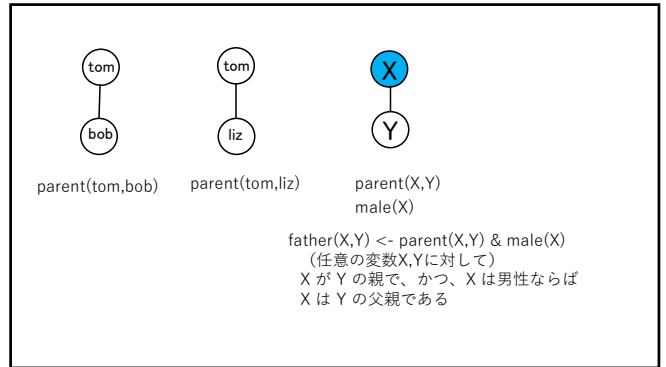 tom
bob
parent(tom,bob)
tom
liz
parent(tom,liz)
X
Y
parent(X,Y)
male(X)
father(X,Y) <- parent(X,Y) & male(X)
（任意の変数X,Yに対して）
X が Y の親で、かつ、X は男性ならば
X は Y の父親である